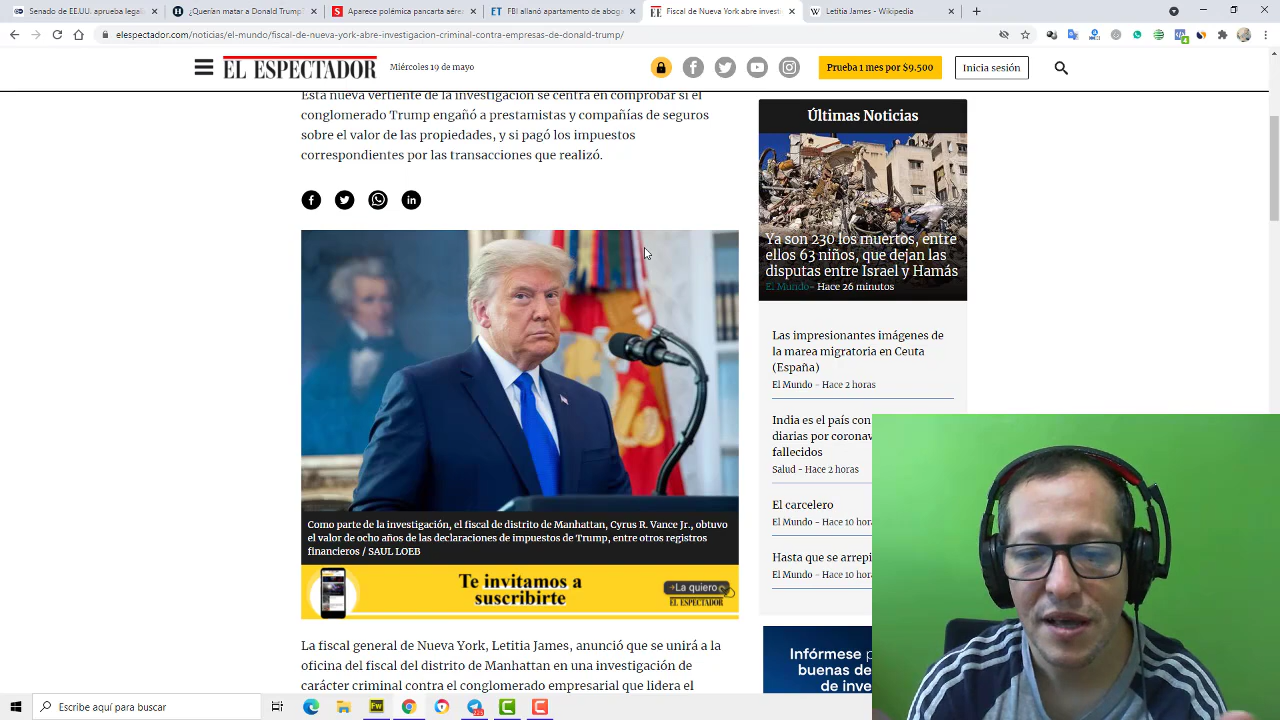 Senado de EE.UU. aprueba legal
¿Querían matar a Donald Trump
Aparece polémica pancarta aére
FBI allanó apartamento de aboga
Fiscal de Nueva York abre invest
Letitia James - Wikipedia
elespectador.com/noticias/el-mundo/fiscal-de-nueva-york-abre-investigacion-criminal-contra-empresas-de-donald-trump/
EL ESPECTADOR
Miércoles 19 de mayo
Prueba 1 mes por $9.500
Inicia sesión
Esta nueva vertiente de la investigación se centra en comprobar si el
conglomerado Trump engañó a prestamistas y compañías de seguros
sobre el valor de las propiedades, y si pagó los impuestos
correspondientes por las transacciones que realizó.
Como parte de la investigación, el fiscal de distrito de Manhattan, Cyrus R. Vance Jr., obtuvo
el valor de ocho años de las declaraciones de impuestos de Trump, entre otros registros
financieros / SAUL LOEB
Te invitamos a
suscribirte
La quiero
EL ESPECTADOR
La fiscal general de Nueva York, Letitia James, anunció que se unirá a la
oficina del fiscal del distrito de Manhattan en una investigación de
carácter criminal contra el conglomerado empresarial que lidera el
Últimas Noticias
Ya son 230 los muertos, entre
ellos 63 niños, que dejan las
disputas entre Israel y Hamás
El Mundo- Hace 26 minutos
Las impresionantes imágenes de
la marea migratoria en Ceuta
(España)
El Mundo - Hace 2 horas
India es el país con
diarias por corona
fallecidos
Salud - Hace 2 horas
El carcelero
El Mundo - Hace 10 hora
Hasta que se arrepi
El Mundo - Hace 10 hora
Infórmese p
buenas de
de inve
Escribe aquí para buscar